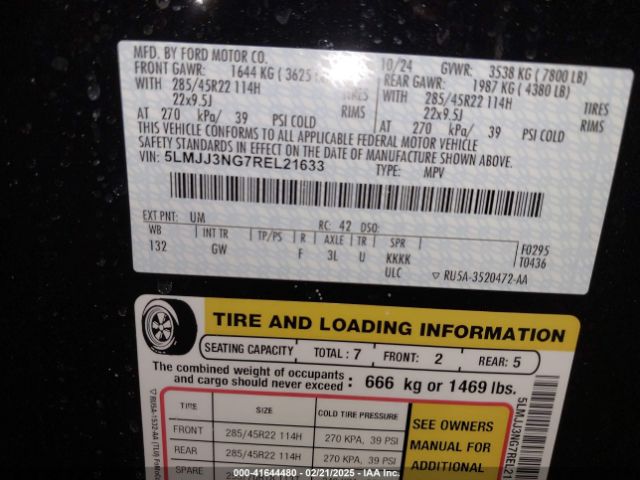 MFD. BY FORD MOTOR CO.
10/24 GVWR: 3538 KG ( 7800 LB)
FRONT GAWR: 1644 KG ( 3625
REAR GAWR: 1987 KG ( 4380 LB)
WITH 285/45R22 114H TIRES
WITH 285/45R22 114H TIRES
22x9.5J RIMS
22x9.5J RIMS
AT 270 kPa/ 39 PSI COLD
AT 270 kPa/ 39 PSI COLD
THIS VEHICLE CONFORMS TO ALL APPLICABLE FEDERAL MOTOR VEHICLE
SAFETY STANDARDS IN EFFECT ON THE DATE OF MANUFACTURE SHOWN ABOVE.
VIN: 5LMJJ3NG7REL21633
TYPE: MPV
EXT PNT: UM RC: 42 DSO:
WB INT TR TP/PS R AXLE TR SPR F0295
132 GW F 3L U KKKK T0436
ULC ▽ RU5A-3520472-AA
TIRE AND LOADING INFORMATION
SEATING CAPACITY TOTAL : 7 FRONT: 2 REAR: 5
The combined weight of occupants
and cargo should never exceed : 666 kg or 1469 lbs.
TIRE SIZE COLD TIRE PRESSURE
FRONT 285/45R22 114H 270 KPA, 39 PSI
REAR 285/45R22 114H 270 KPA, 39 PSI
SPARE
SEE OWNERS
MANUAL FOR
ADDITIONAL
5LMJJ3NG7REL21
▽ RU5A-1532-AA (TLU)
000-41644480 - 02/21/2025 - IAAI.com